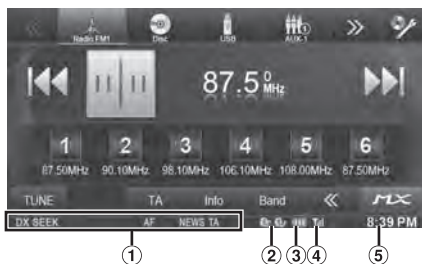 Radio FM1 Disc USB AUX-1
87.5 0 MHz
1 2 3 4 5 6
87.50MHz 90.10MHz 98.10MHz 106.10MHz 108.00MHz 87.50MHz
TUNE TA Info Band MX
DX SEEK AF NEWS TA 8:39 PM
1 2 3 4 5